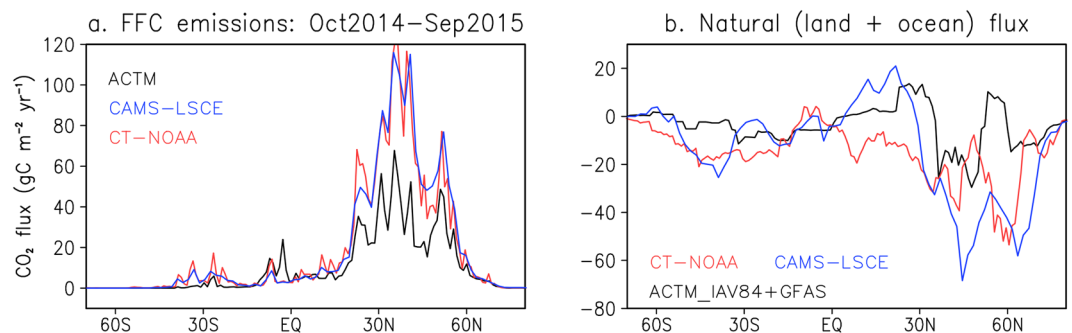 a. FFC emissions: Oct2014−Sep2015
CO₂ flux (gC m⁻² yr⁻¹)
120
100
80
60
40
20
0
ACTM
CAMS−LSCE
CT−NOAA
60S 30S EQ 30N 60N
b. Natural (land + ocean) flux
20
0
−20
−40
−60
−80
CT−NOAA CAMS−LSCE
ACTM_IAV84+GFAS
60S 30S EQ 30N 60N